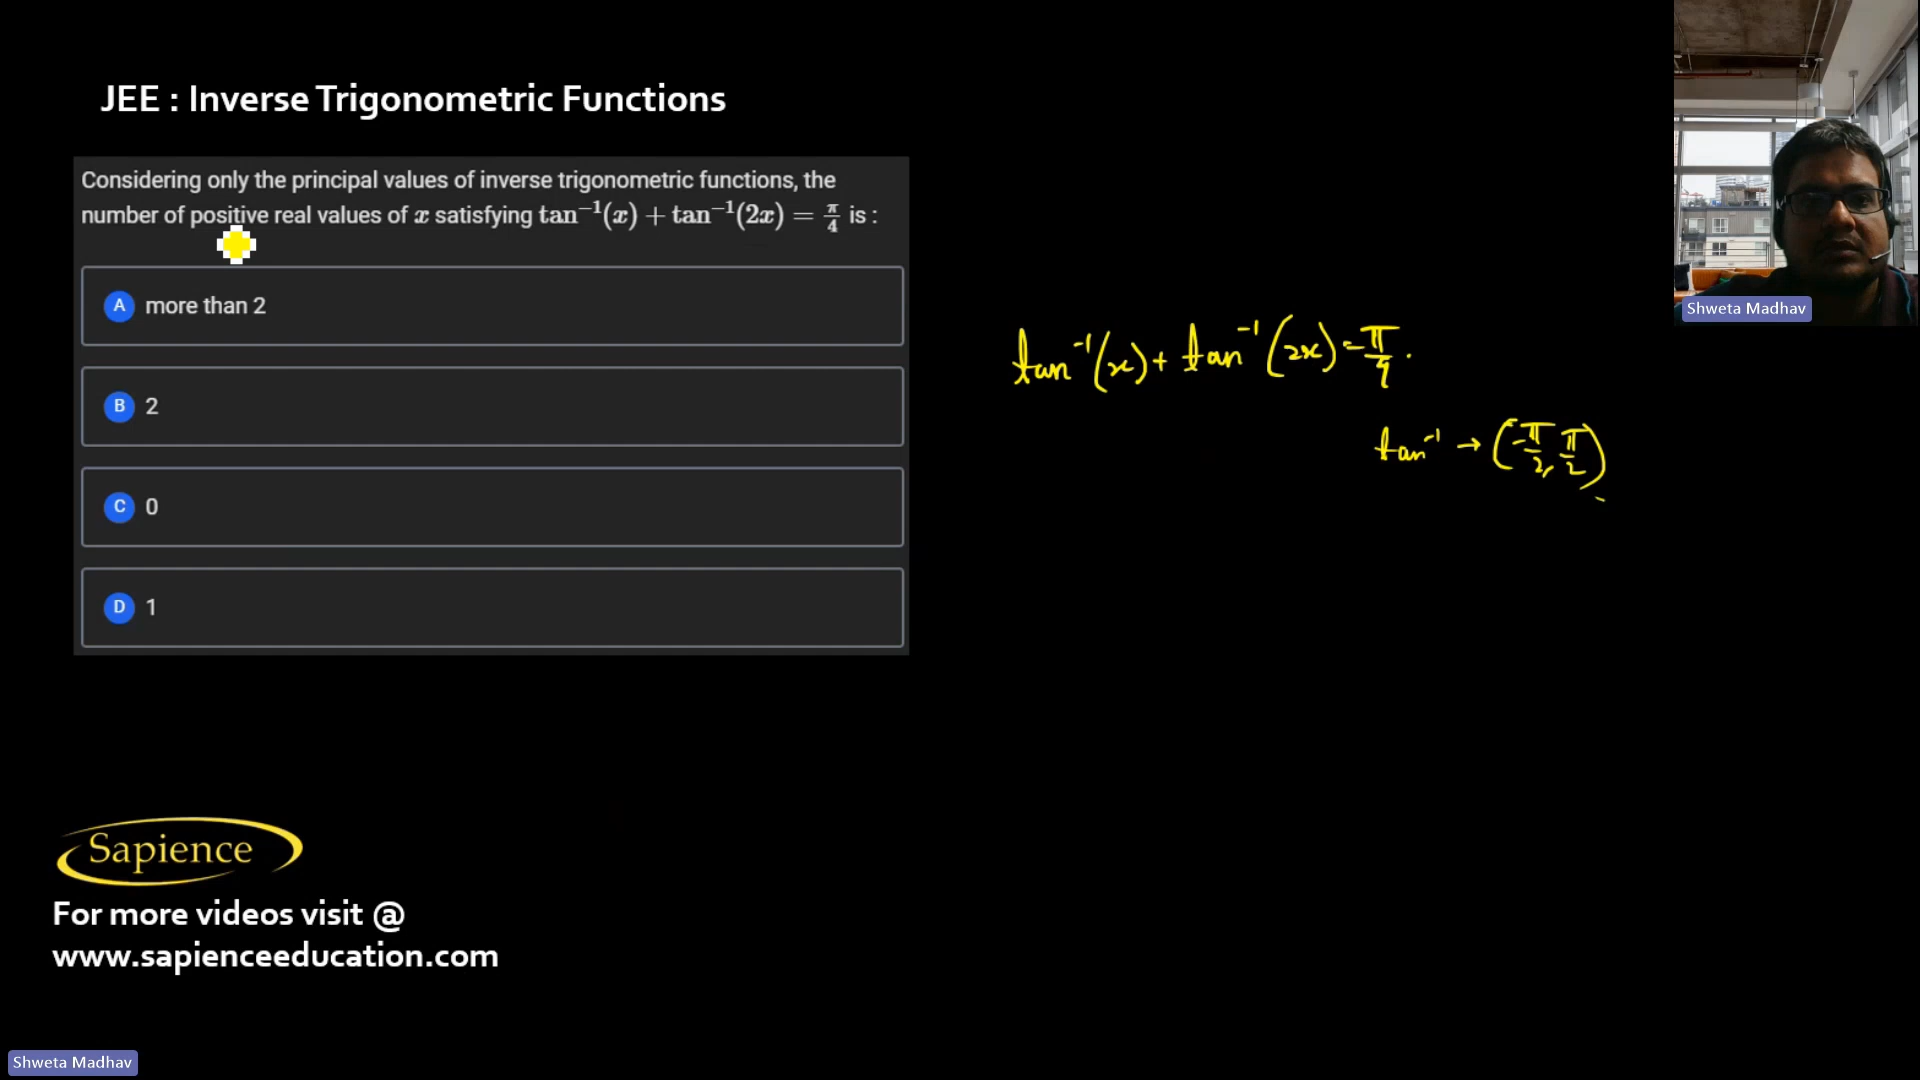 JEE : Inverse Trigonometric Functions
Considering only the principal values of inverse trigonometric functions, the
number of positive real values of x satisfying tan⁻¹(x) + tan⁻¹(2x) = π/4 is :
A more than 2
B 2
C 0
D 1
tan⁻¹(x) + tan⁻¹(2x) = π/4.
tan⁻¹ → (-π/2, π/2)
Shweta Madhav
Sapience
For more videos visit @
www.sapienceeducation.com
Shweta Madhav